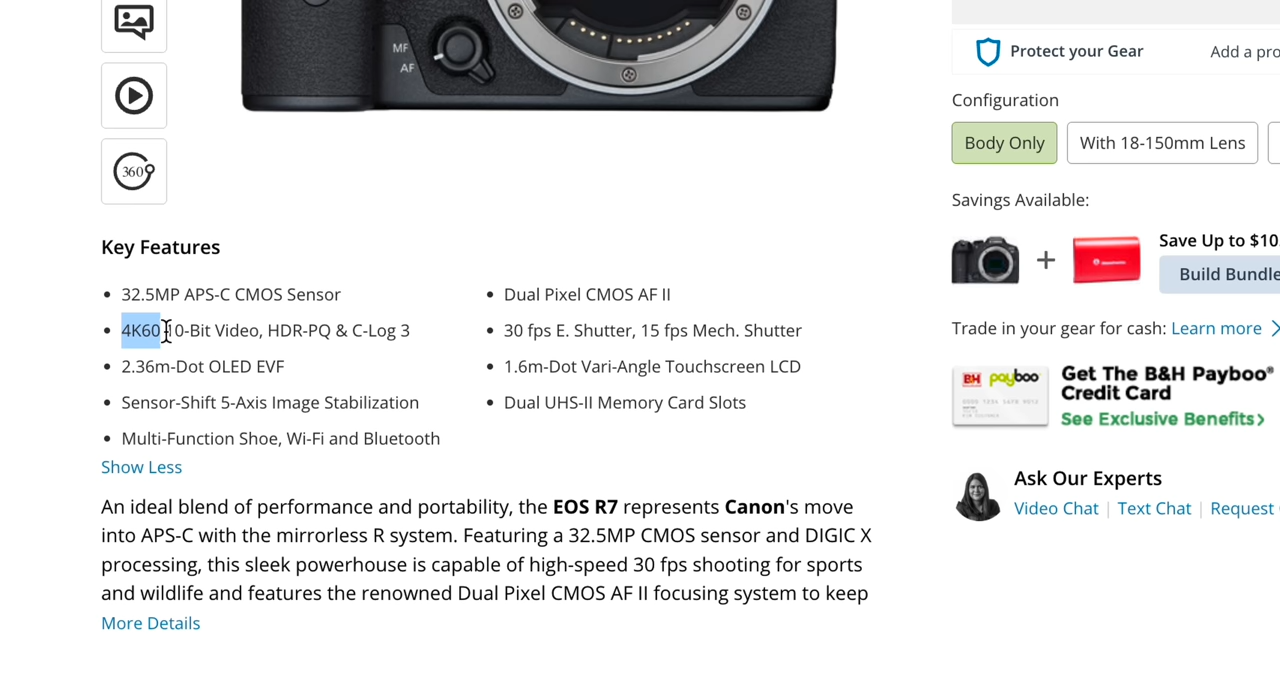 MF
AF
360
Key Features
32.5MP APS-C CMOS Sensor
4K60 10-Bit Video, HDR-PQ & C-Log 3
2.36m-Dot OLED EVF
Sensor-Shift 5-Axis Image Stabilization
Multi-Function Shoe, Wi-Fi and Bluetooth
Dual Pixel CMOS AF II
30 fps E. Shutter, 15 fps Mech. Shutter
1.6m-Dot Vari-Angle Touchscreen LCD
Dual UHS-II Memory Card Slots
Show Less
An ideal blend of performance and portability, the EOS R7 represents Canon's move
into APS-C with the mirrorless R system. Featuring a 32.5MP CMOS sensor and DIGIC X
processing, this sleek powerhouse is capable of high-speed 30 fps shooting for sports
and wildlife and features the renowned Dual Pixel CMOS AF II focusing system to keep
More Details
Protect your Gear
Add a pro
Configuration
Body Only
With 18-150mm Lens
Savings Available:
Save Up to $10
Build Bundle
Trade in your gear for cash: Learn more
BH payboo
Get The B&H Payboo®
Credit Card
See Exclusive Benefits
Ask Our Experts
Video Chat | Text Chat | Request